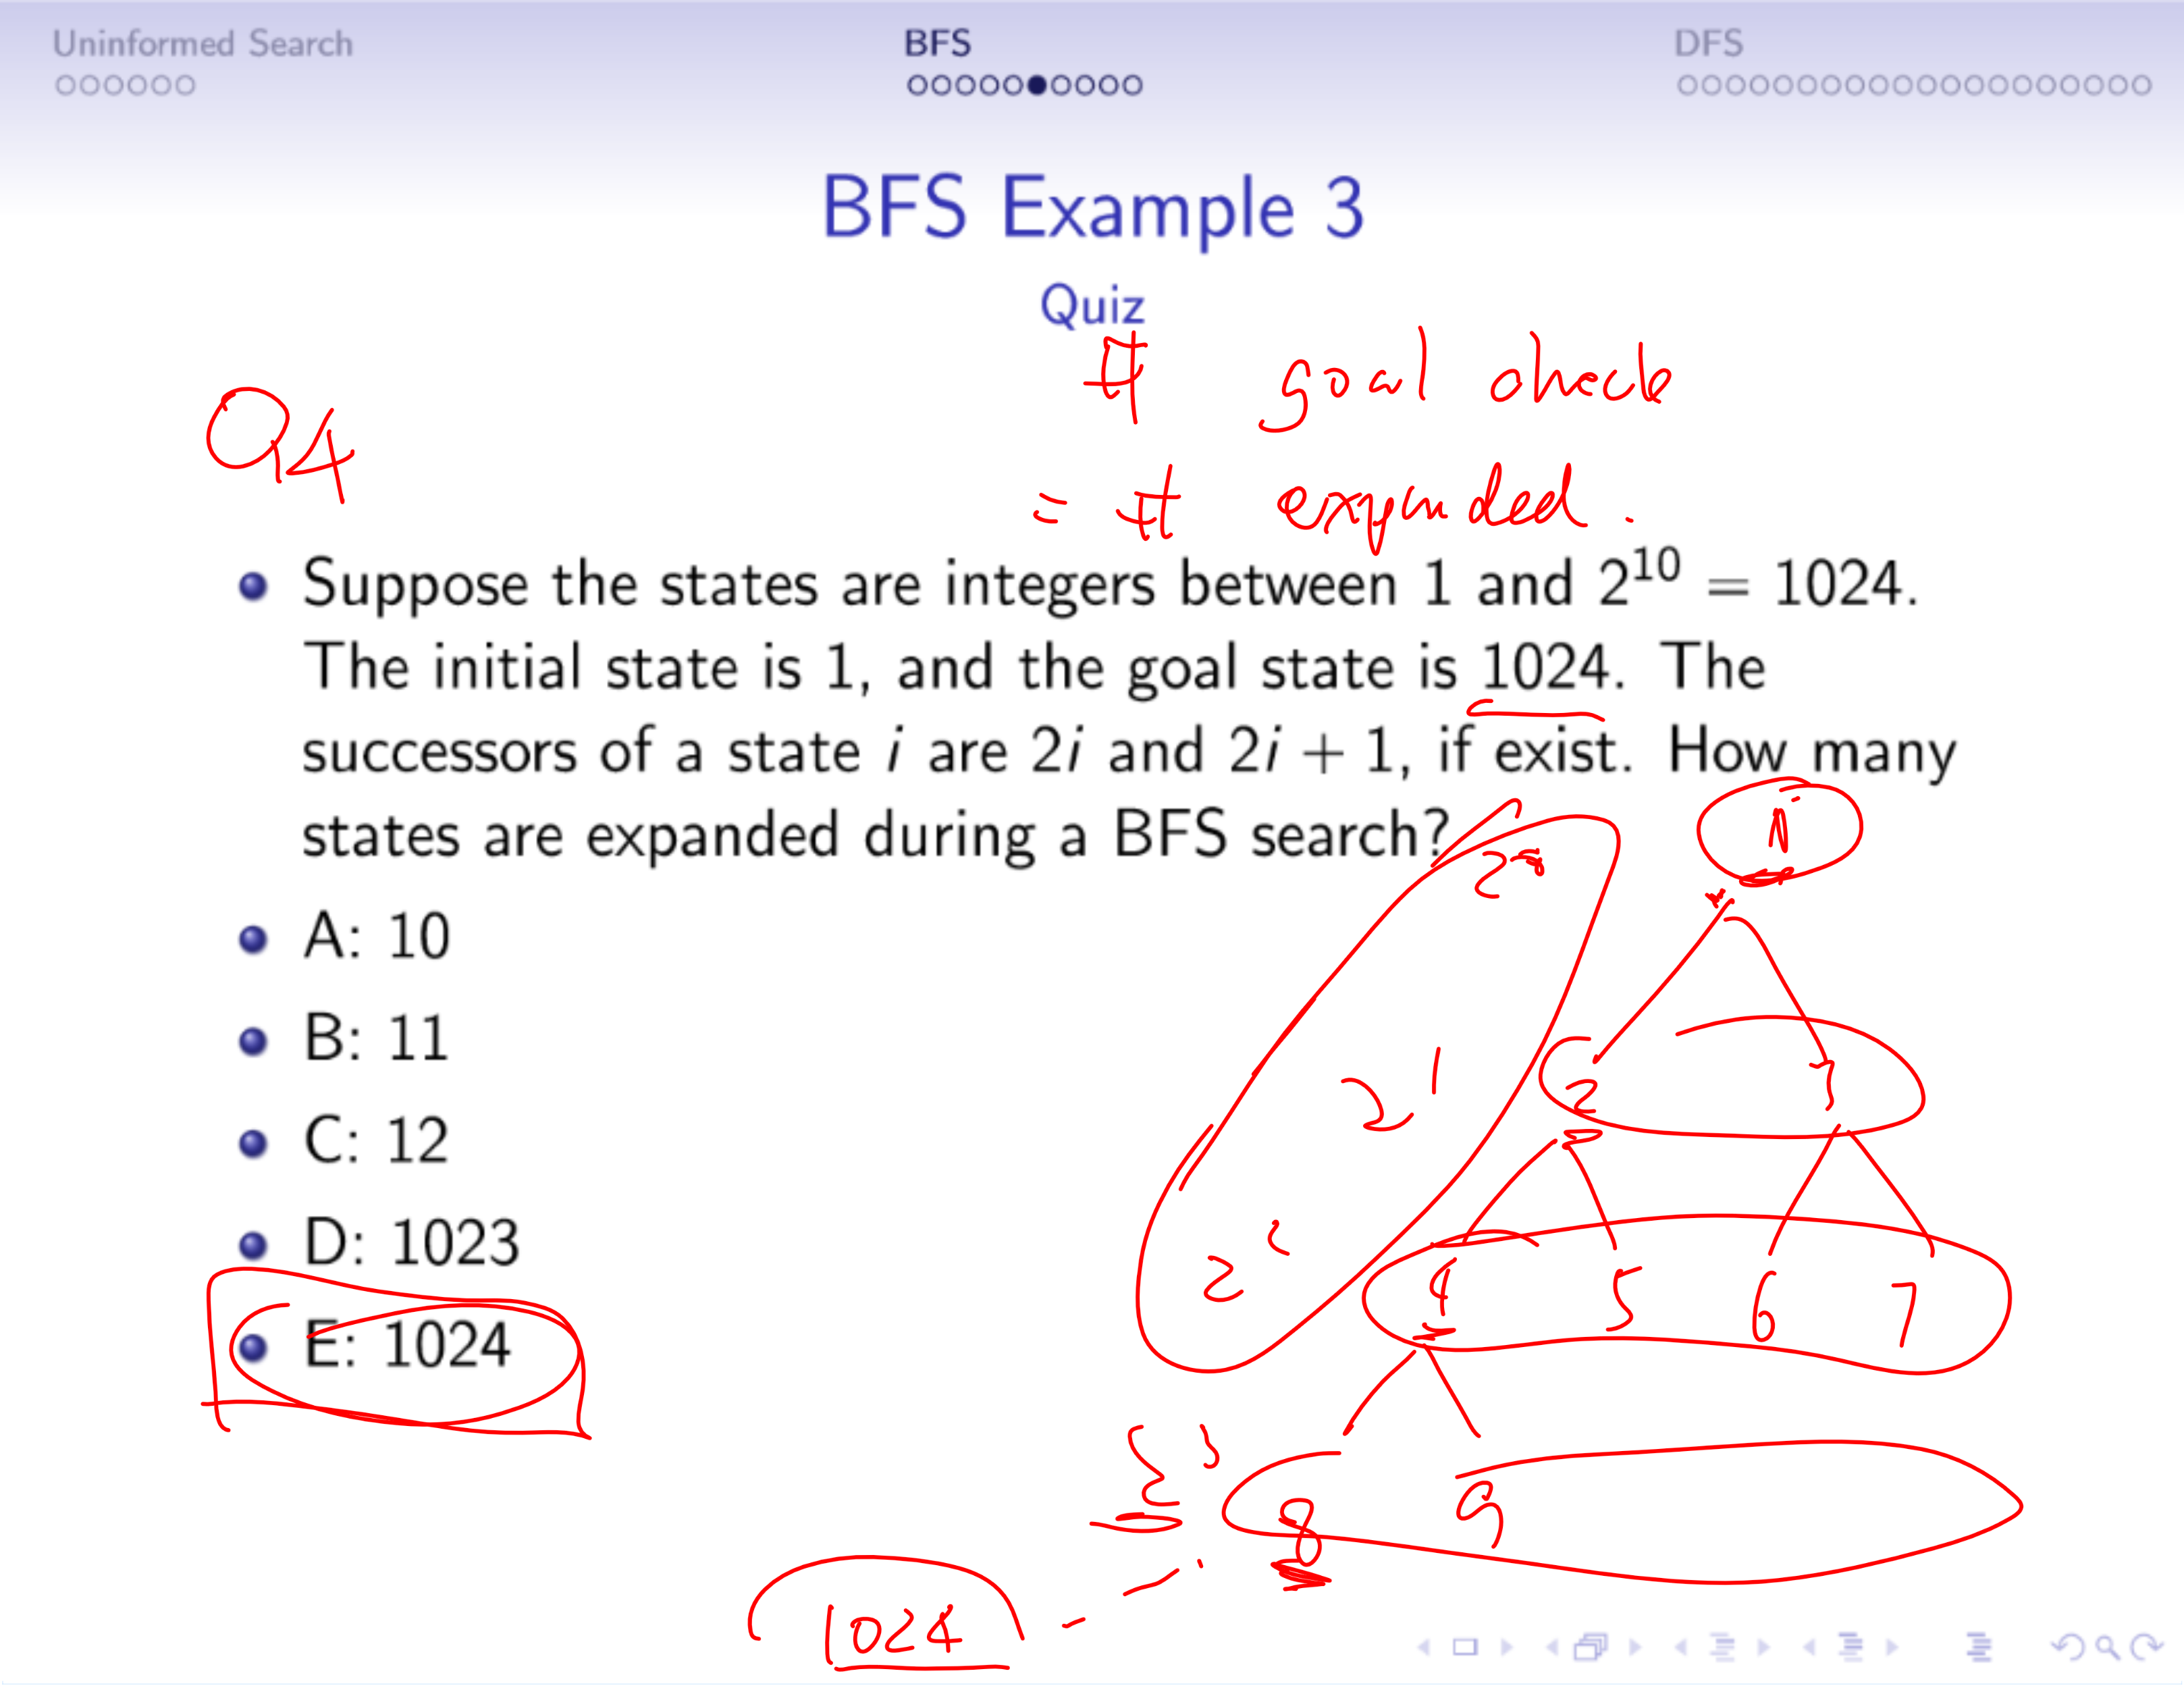 Uninformed Search BFS DFS
BFS Example 3
Quiz
# goal check
Q4
= # expanded.
Suppose the states are integers between 1 and 2^10 = 1024.
The initial state is 1, and the goal state is 1024. The
successors of a state i are 2i and 2i + 1, if exist. How many
states are expanded during a BFS search?
A: 10
B: 11
C: 12
D: 1023
E: 1024
1
2^1 2 3
2^2 4 5 6 7
2^3 8 9
1024